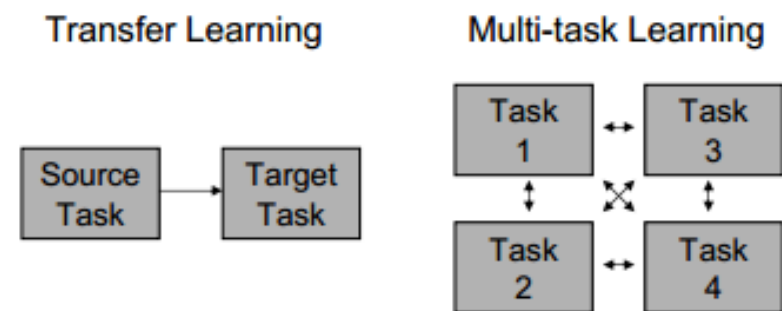 Transfer Learning
Multi-task Learning
Source
Task
Target
Task
Task
1
Task
3
Task
2
Task
4